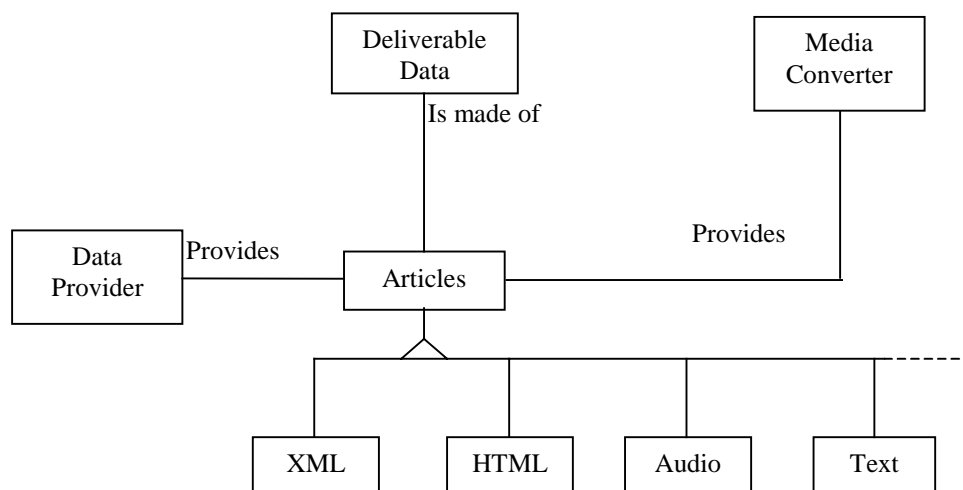 Deliverable
Data
Media
Converter
Is made of
Data
Provider
Provides
Articles
Provides
XML
HTML
Audio
Text